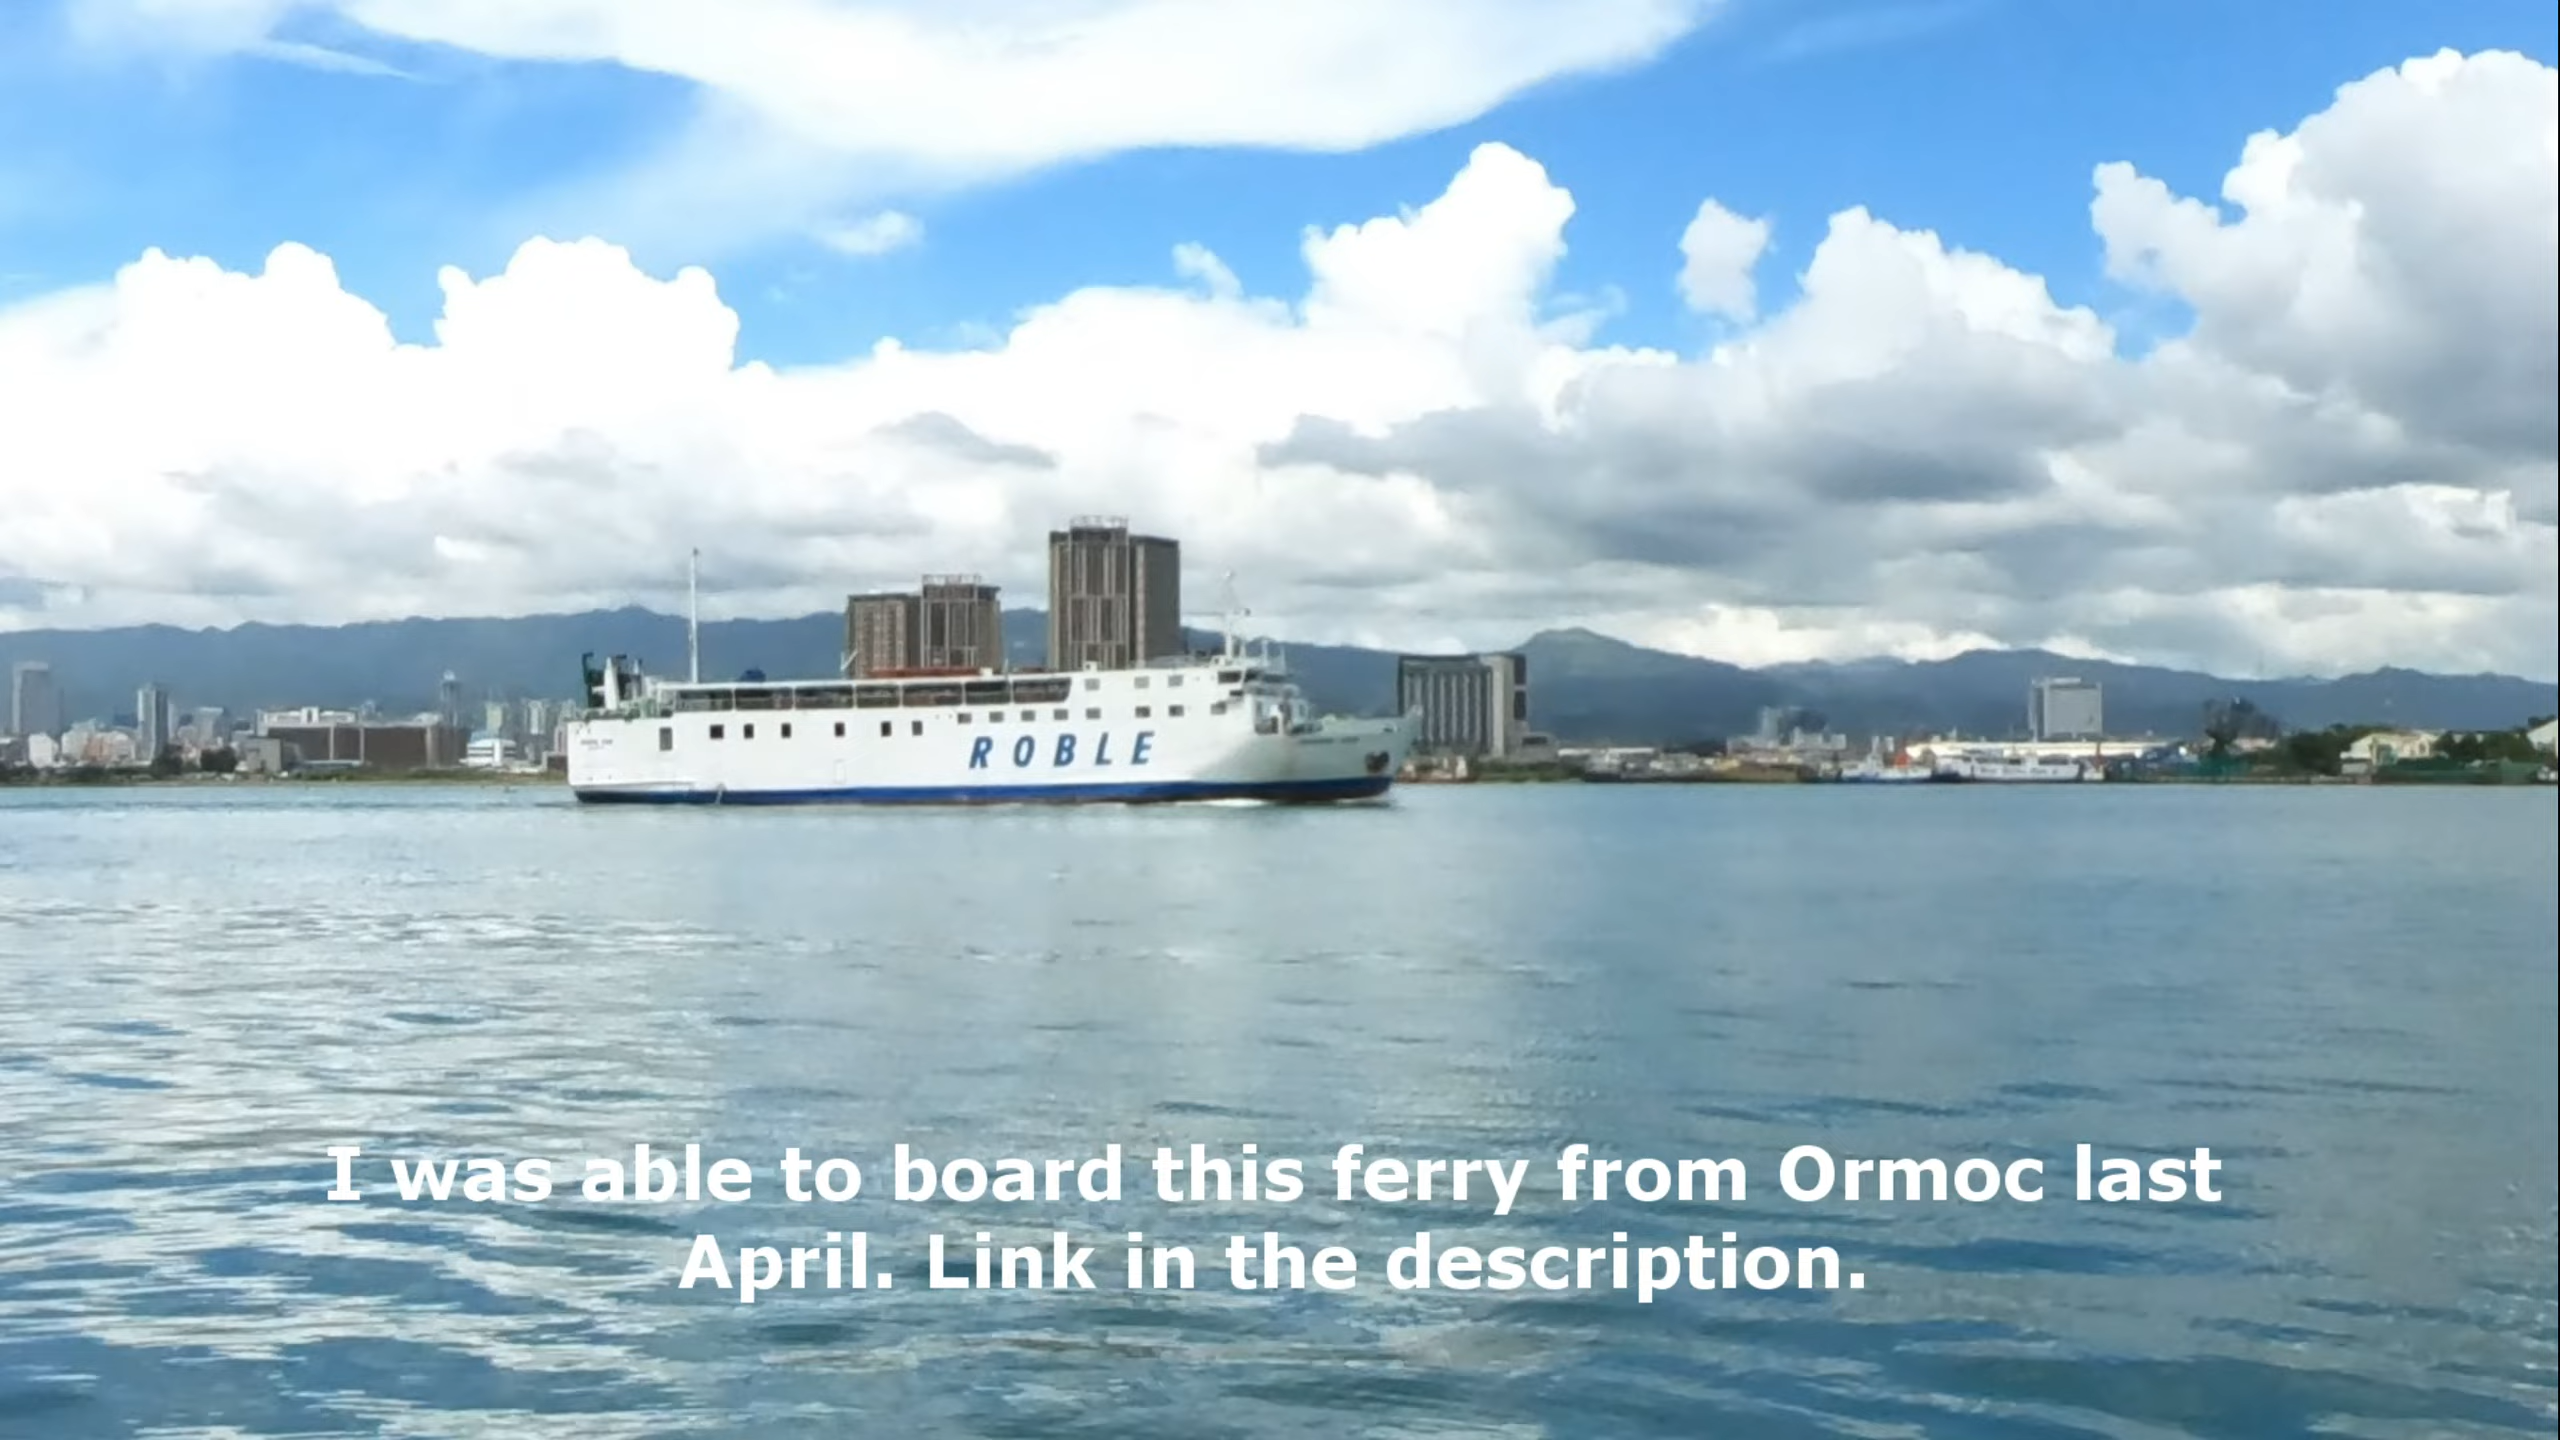 ROBLE
I was able to board this ferry from Ormoc last
April. Link in the description.